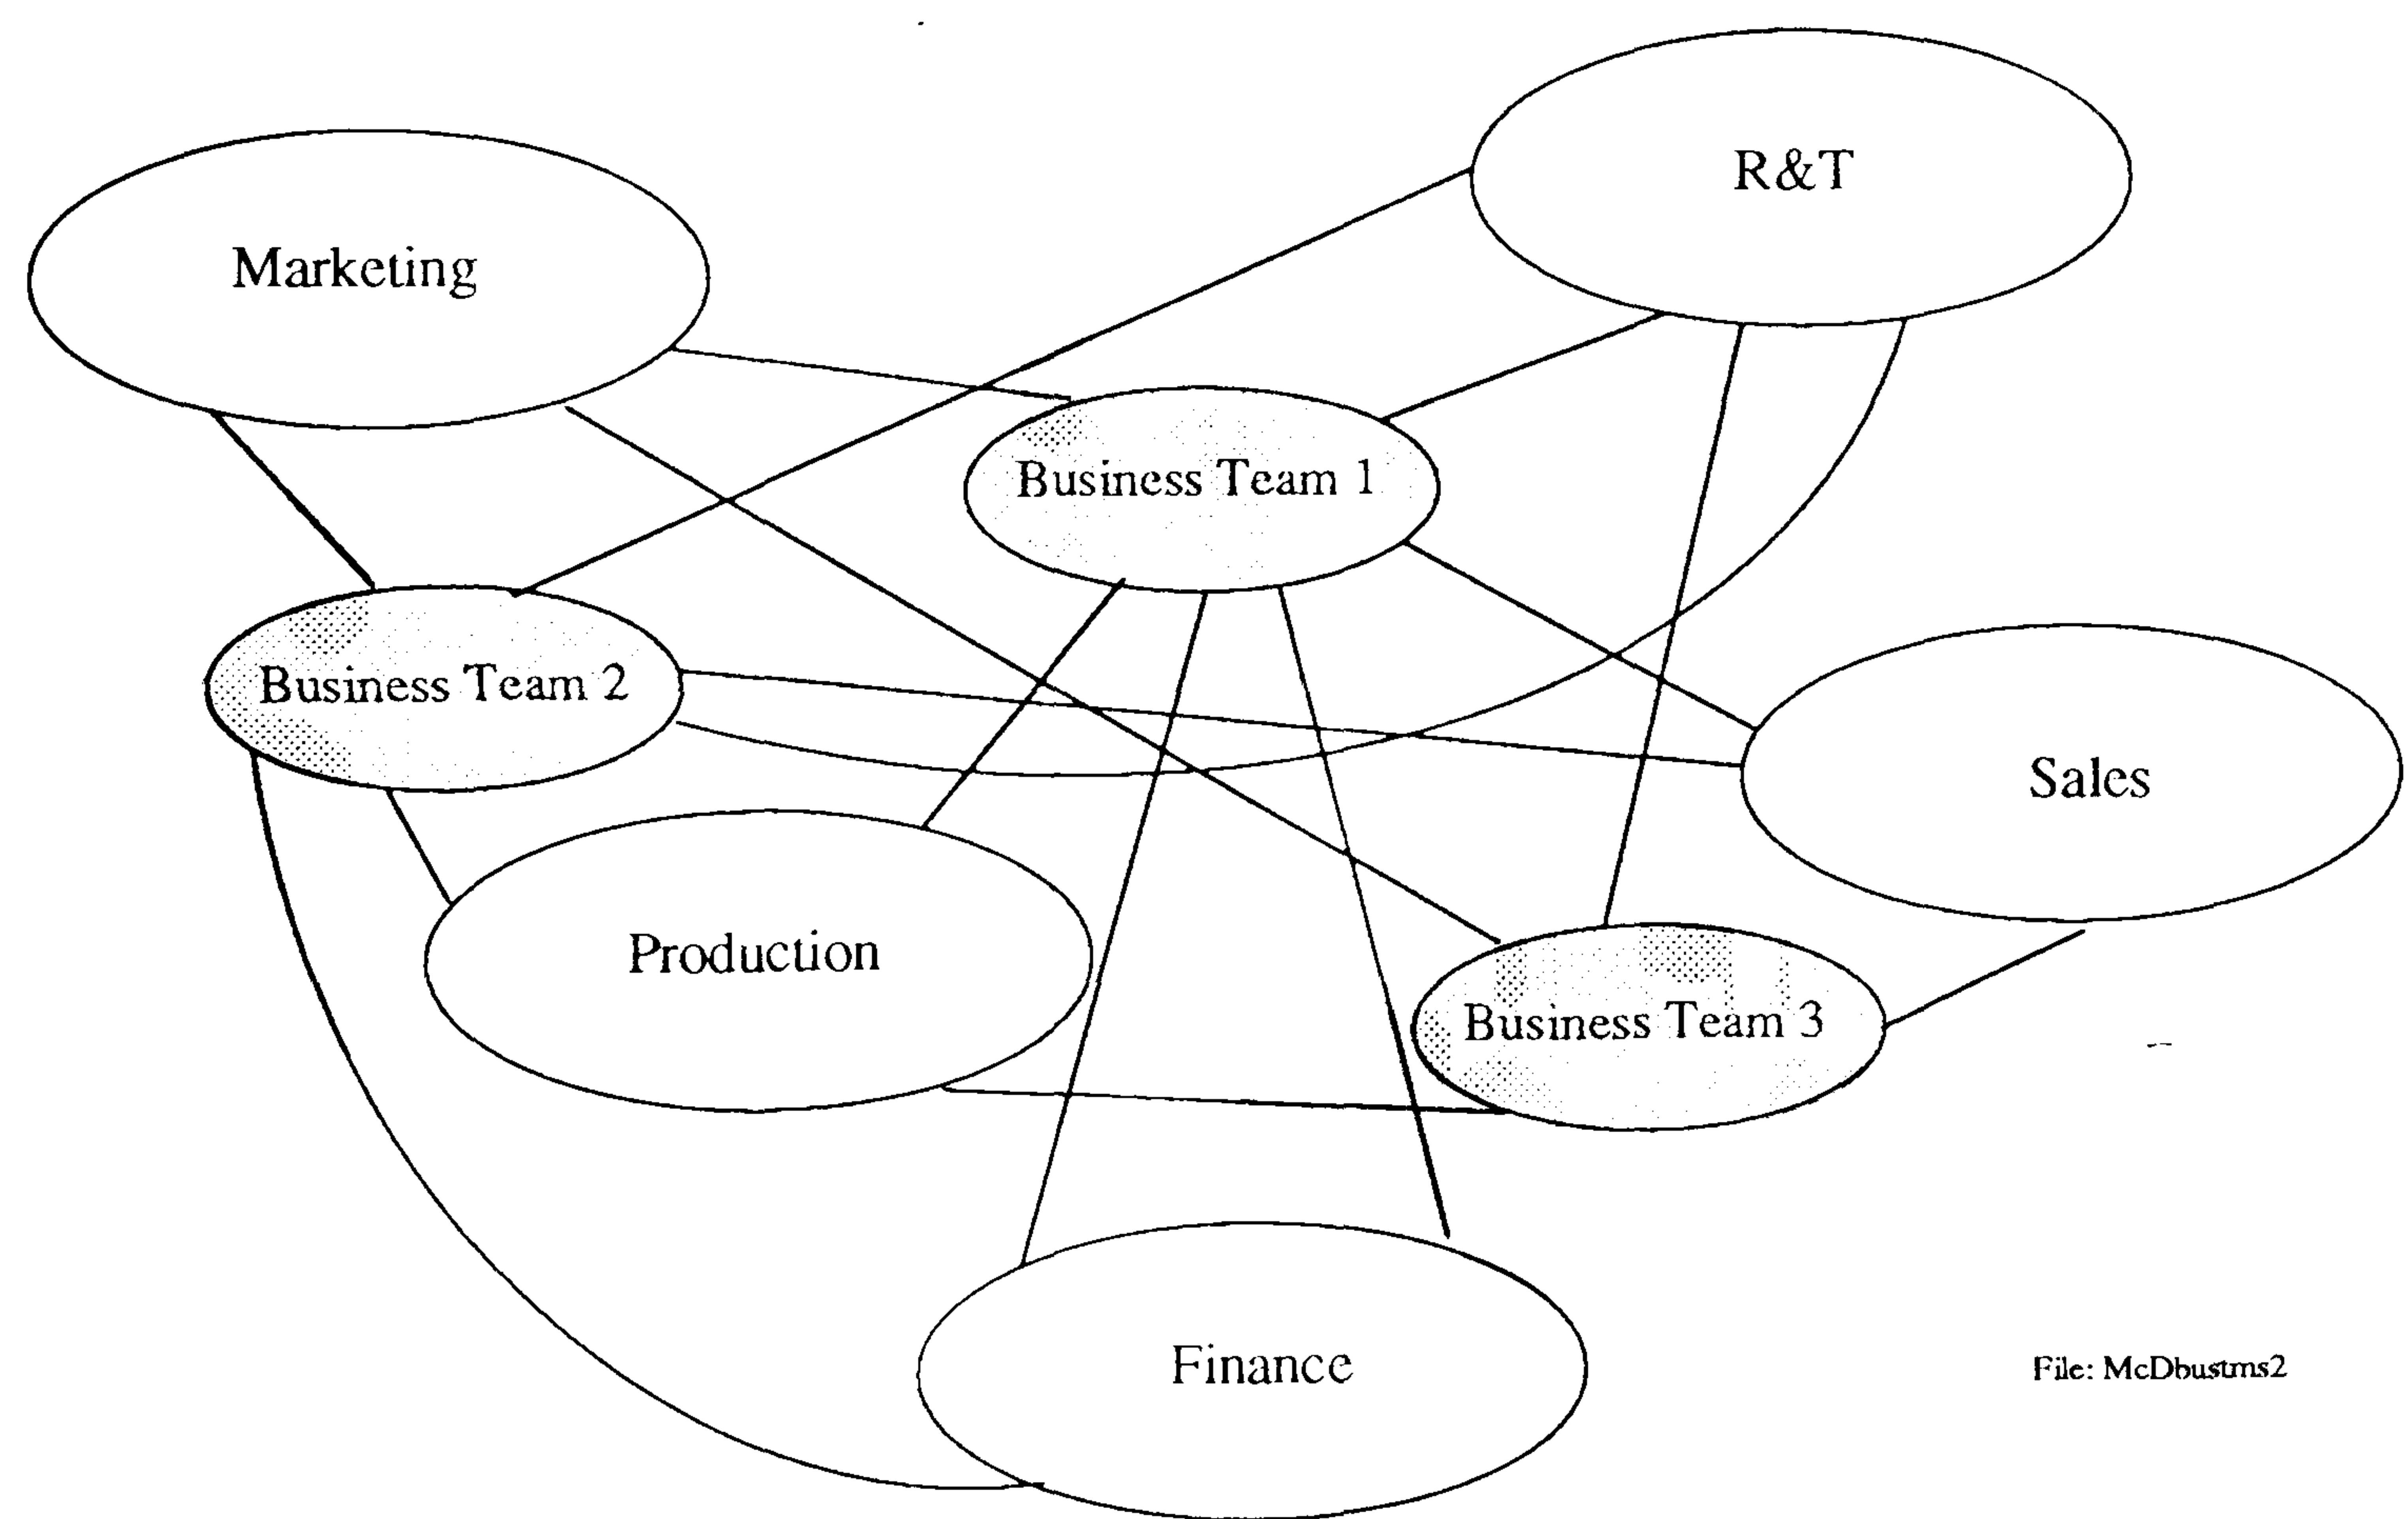 R&T
Marketing
Business Team 1
Business Team 2
Sales
Production
Business Team 3
Finance
File: McDbustms2